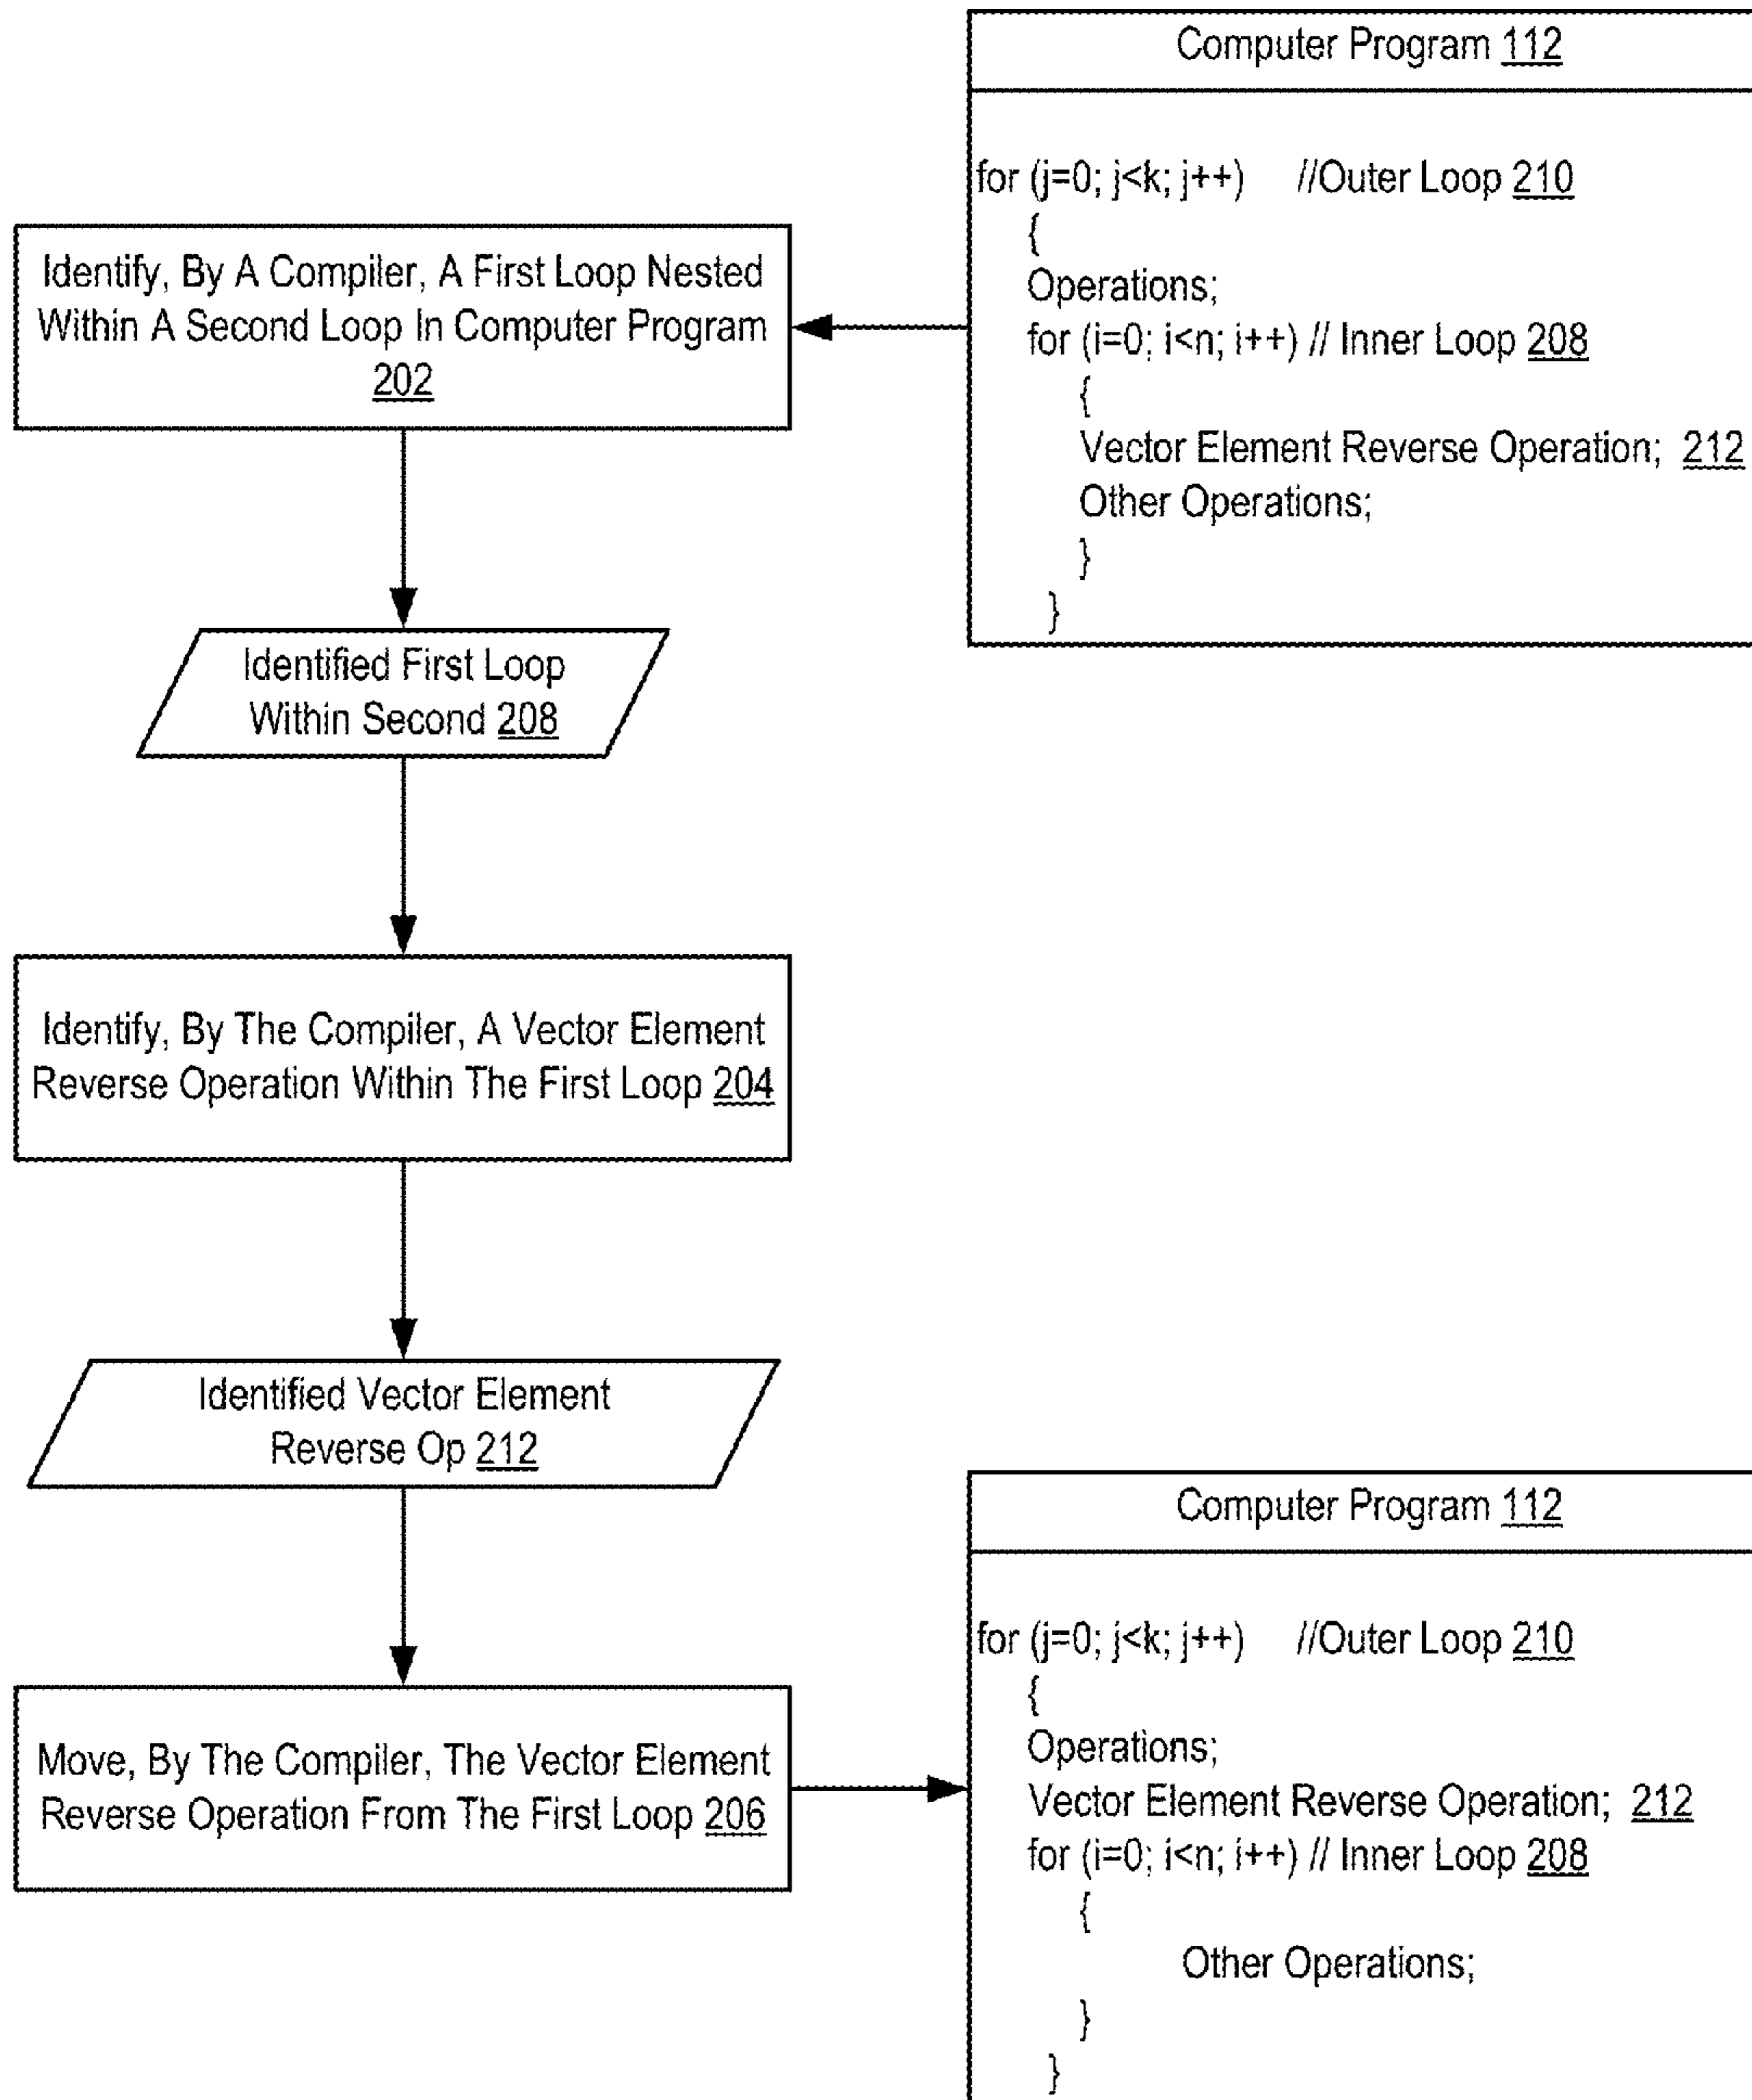 Computer Program 112
for (j=0; j<k; j++) //Outer Loop 210
{
Operations;
for (i=0; i<n; i++) // Inner Loop 208
{
Vector Element Reverse Operation; 212
Other Operations;
}
}
Identify, By A Compiler, A First Loop Nested
Within A Second Loop In Computer Program
202
Identified First Loop
Within Second 208
Identify, By The Compiler, A Vector Element
Reverse Operation Within The First Loop 204
Identified Vector Element
Reverse Op 212
Move, By The Compiler, The Vector Element
Reverse Operation From The First Loop 206
Computer Program 112
for (j=0; j<k; j++) //Outer Loop 210
{
Operations;
Vector Element Reverse Operation; 212
for (i=0; i<n; i++) // Inner Loop 208
{
Other Operations;
}
}